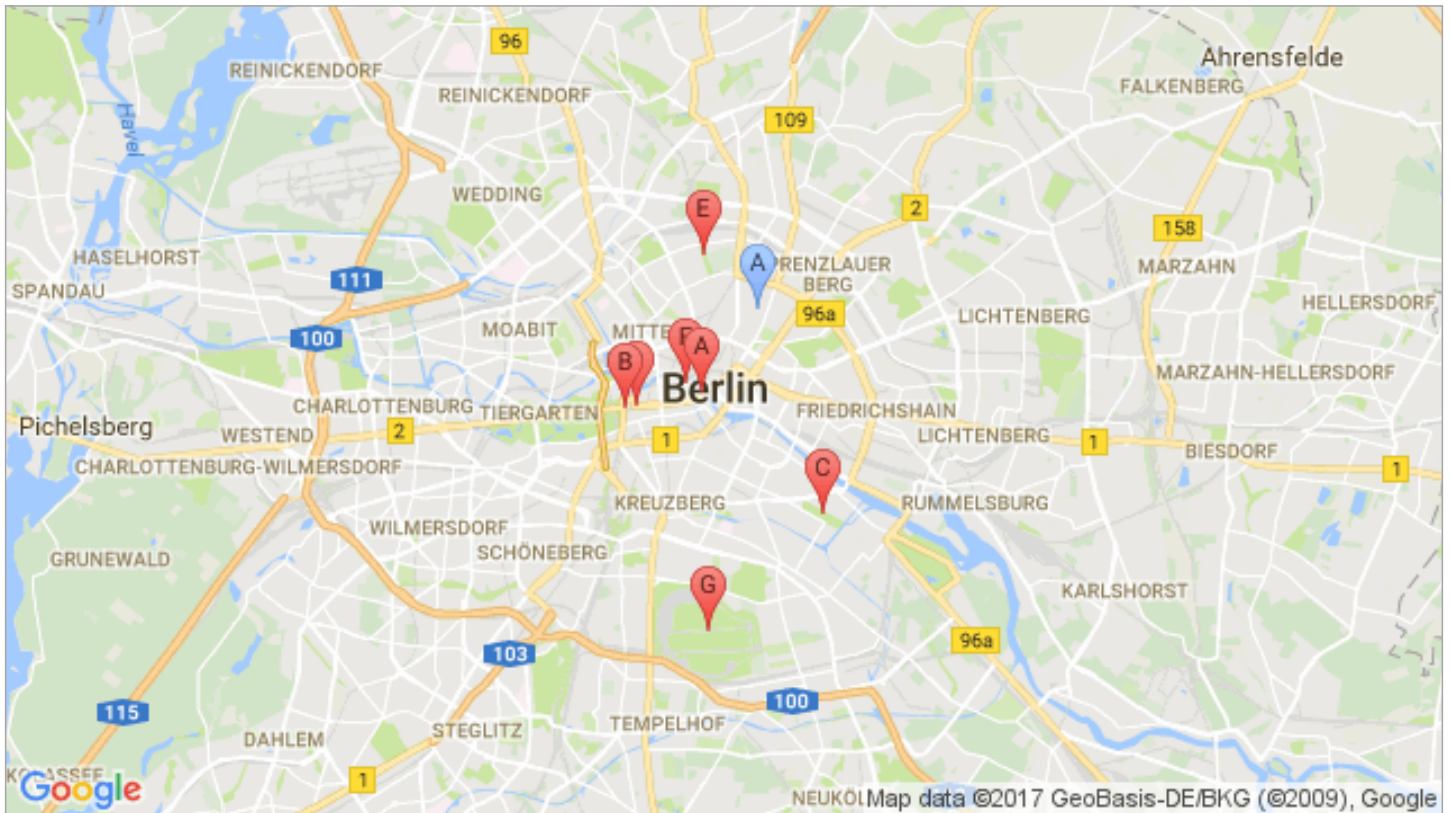 96
Ahrensfelde
REINICKENDORF
FALKENBERG
REINICKENDORF
Havel
109
WEDDING
E
2
158
HASELHORST
A
PRENZLAUER
BERG
MARZAHN
111
SPANDAU
HELLERSDORF
96a
LICHTENBERG
MOABIT
MITTE
100
F
A
B
Berlin
MARZAHN-HELLERSDORF
CHARLOTTENBURG
TIERGARTEN
FRIEDRICHSHAIN
Pichelsberg
WESTEND
2
1
LICHTENBERG
1
BIESDORF
CHARLOTTENBURG-WILMERSDORF
C
1
KREUZBERG
RUMMELSBURG
WILMERSDORF
SCHÖNEBERG
GRUNEWALD
G
KARLSHORST
96a
103
100
115
TEMPELHOF
STEGLITZ
DAHLEM
1
Google
NEUKÖL
Map data ©2017 GeoBasis-DE/BKG (©2009), Google